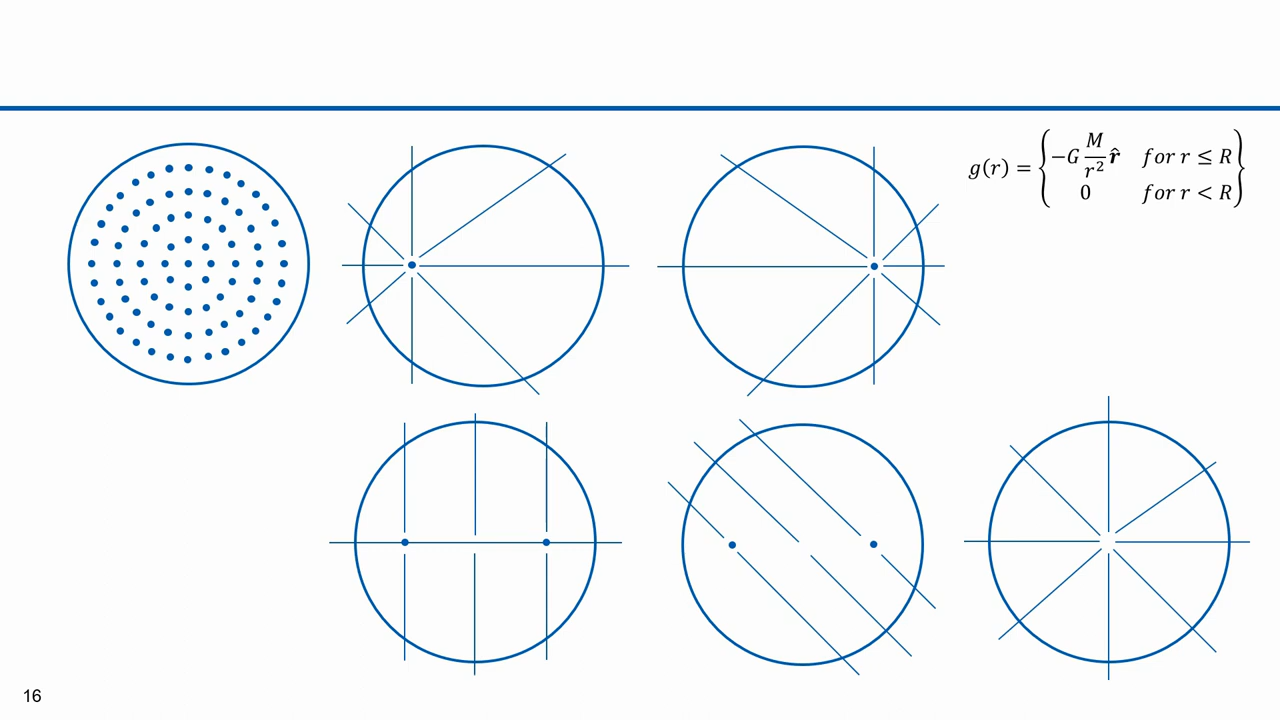 g(r) = { −G M/r² r̂ for r ≤ R
0 for r < R }
16